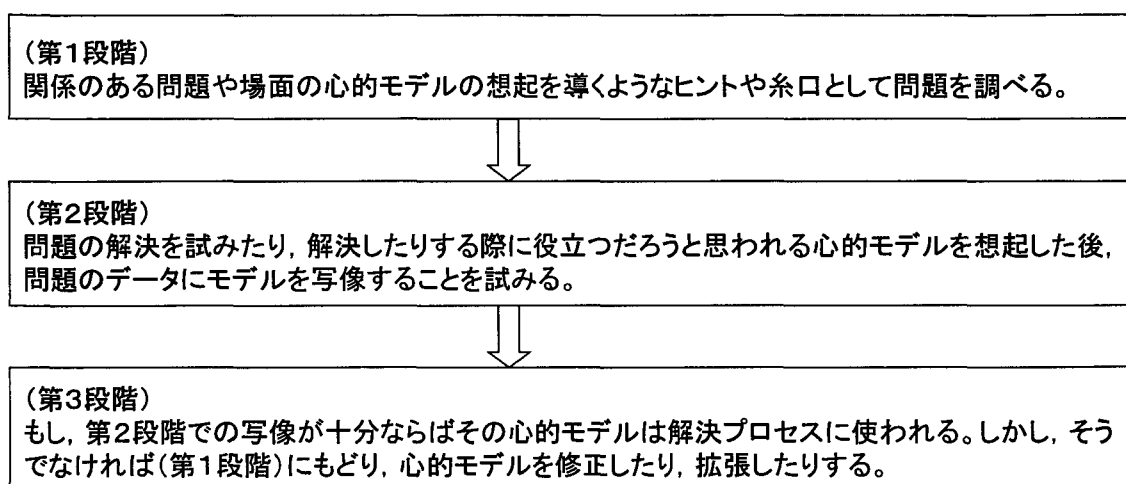 (第1段階)
関係のある問題や場面の心的モデルの想起を導くようなヒントや糸口として問題を調べる。
(第2段階)
問題の解決を試みたり，解決したりする際に役立つだろうと思われる心的モデルを想起した後，
問題のデータにモデルを写像することを試みる。
(第3段階)
もし，第2段階での写像が十分ならばその心的モデルは解決プロセスに使われる。しかし，そう
でなければ(第1段階)にもどり，心的モデルを修正したり，拡張したりする。